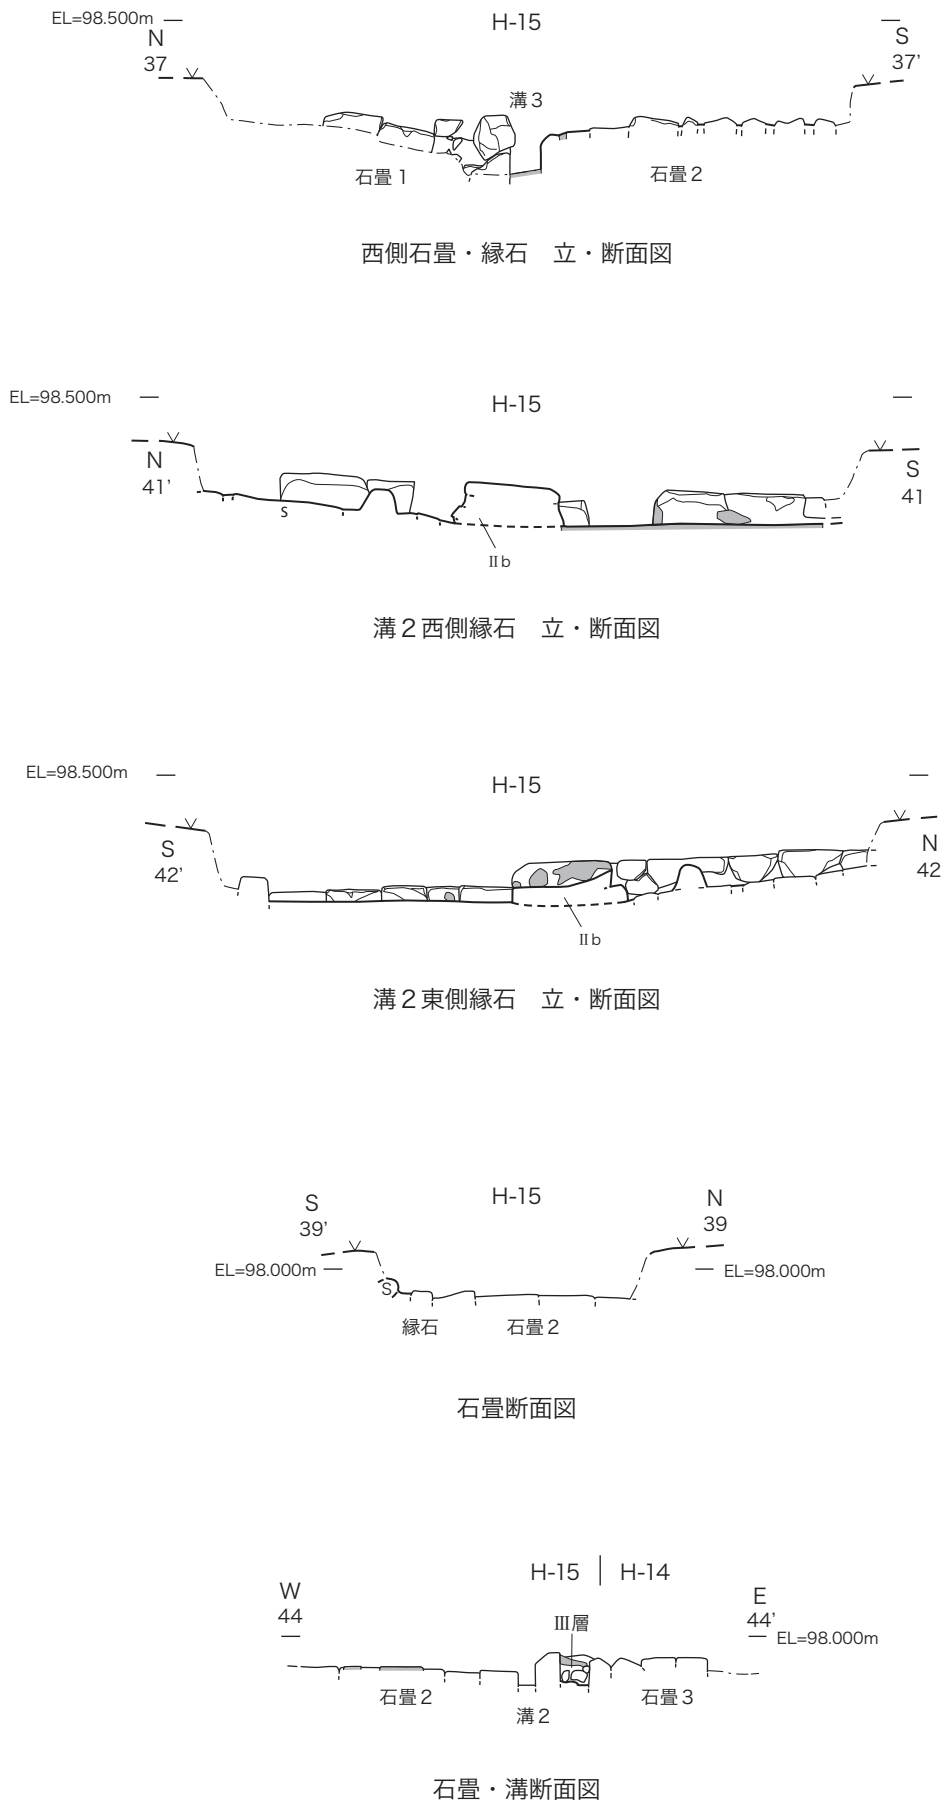 EL=98.500m
H-15
N
37
S
37'
溝3
石畳1
石畳2
西側石畳・縁石 立・断面図
EL=98.500m
H-15
N
41'
S
41
s
Ⅱb
溝2西側縁石 立・断面図
EL=98.500m
H-15
S
42'
N
42
Ⅱb
溝2東側縁石 立・断面図
H-15
S
39'
N
39
EL=98.000m
EL=98.000m
S
縁石
石畳2
石畳断面図
H-15 H-14
W
44
E
44'
Ⅲ層
EL=98.000m
石畳2
石畳3
溝2
石畳・溝断面図